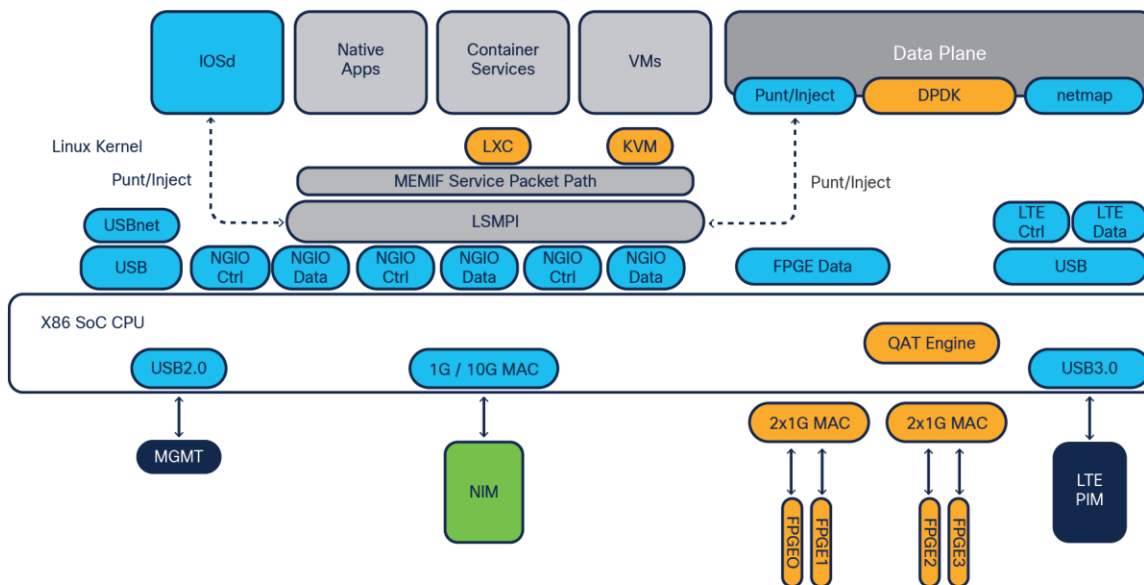 IOSd
Native
Apps
Container
Services
VMs
Data Plane
Punt/Inject
DPDK
netmap
Linux Kernel
LXC
KVM
Punt/Inject
MEMIF Service Packet Path
Punt/Inject
USBnet
LSMPI
LTE
Ctrl
LTE
Data
USB
NGIO
Ctrl
NGIO
Data
NGIO
Ctrl
NGIO
Data
NGIO
Ctrl
NGIO
Data
FPGE Data
USB
X86 SoC CPU
QAT Engine
USB2.0
1G / 10G MAC
USB3.0
2x1G MAC
2x1G MAC
MGMT
NIM
LTE
PIM
FPGE0
FPGE1
FPGE2
FPGE3